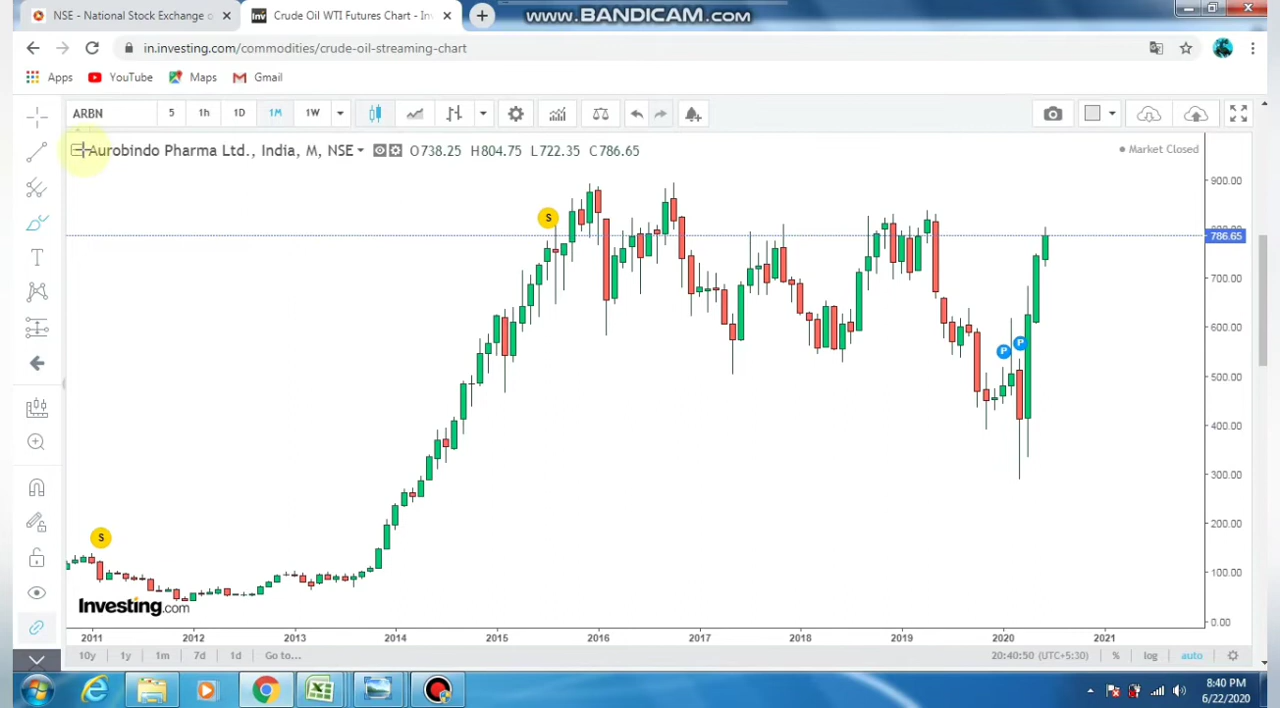 NSE - National Stock Exchange o
Crude Oil WTI Futures Chart - Inv
www.BANDICAM.com
in.investing.com/commodities/crude-oil-streaming-chart
Apps YouTube Maps Gmail
ARBN 5 1h 1D 1M 1W
Aurobindo Pharma Ltd., India, M, NSE O738.25 H804.75 L722.35 C786.65
Market Closed
900.00
S
786.65
700.00
600.00
P P
500.00
400.00
300.00
200.00
S
100.00
Investing.com
0.00
2011 2012 2013 2014 2015 2016 2017 2018 2019 2020 2021
10y 1y 1m 7d 1d Go to... 20:40:50 (UTC+5:30) % log auto
8:40 PM
6/22/2020